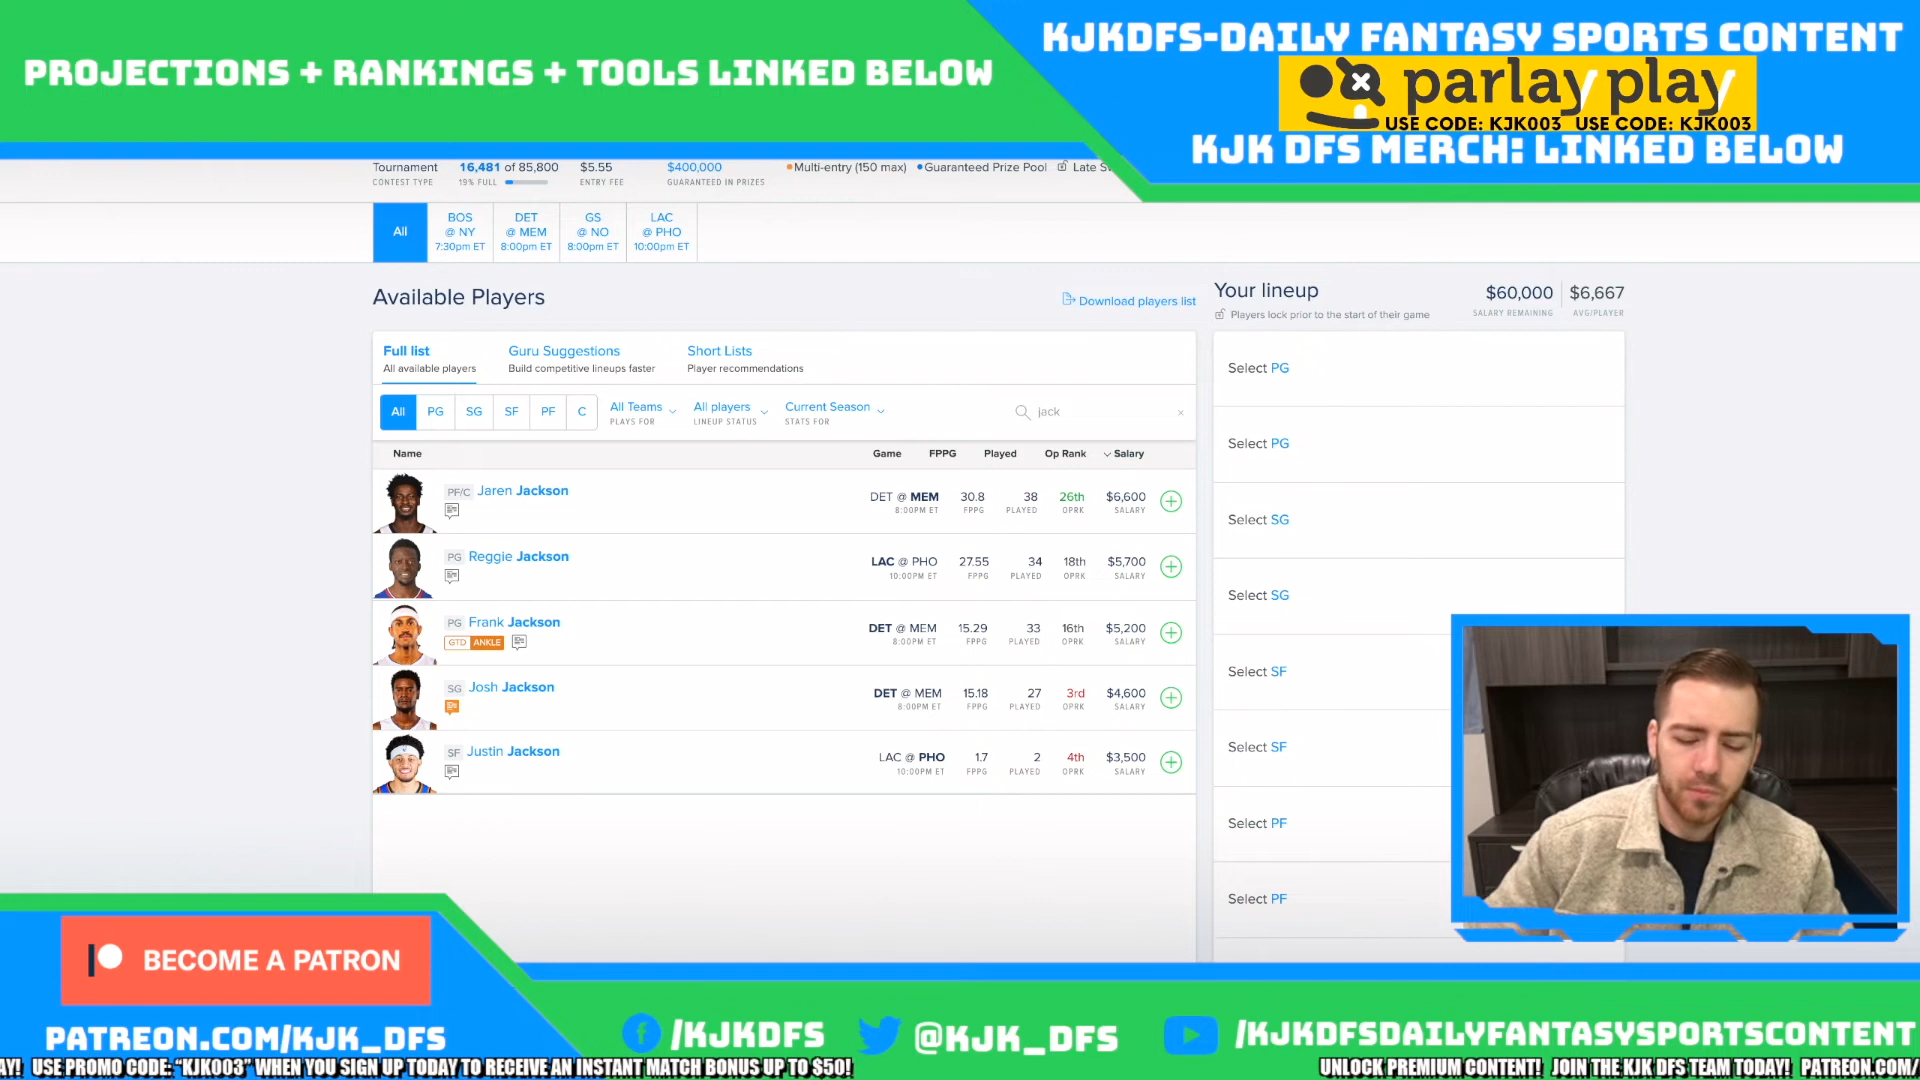 PROJECTIONS + RANKINGS + TOOLS LINKED BELOW
KJKDFS-DAILY FANTASY SPORTS CONTENT
parlay play
USE CODE: KJK003 USE CODE: KJK003
KJK DFS MERCH: LINKED BELOW
Tournament 16,481 of 85,800 $5.55 $400,000 Multi-entry (150 max) Guaranteed Prize Pool Late
CONTEST TYPE 19% FULL ENTRY FEE GUARANTEED IN PRIZES
All
BOS @ NY 7:30pm ET
DET @ MEM 8:00pm ET
GS @ NO 8:00pm ET
LAC @ PHO 10:00pm ET
Available Players
Download players list
Full list Guru Suggestions Short Lists
All available players Build competitive lineups faster Player recommendations
All PG SG SF PF C All Teams All players Current Season jack ×
PLAYS FOR LINEUP STATUS STATS FOR
Name Game FPPG Played Op Rank Salary
PF/C Jaren Jackson DET @ MEM 30.8 38 26th $6,600
8:00PM ET FPPG PLAYED OPRK SALARY
PG Reggie Jackson LAC @ PHO 27.55 34 18th $5,700
10:00PM ET FPPG PLAYED OPRK SALARY
PG Frank Jackson DET @ MEM 15.29 33 16th $5,200
GTD ANKLE 8:00PM ET FPPG PLAYED OPRK SALARY
SG Josh Jackson DET @ MEM 15.18 27 3rd $4,600
8:00PM ET FPPG PLAYED OPRK SALARY
SF Justin Jackson LAC @ PHO 1.7 2 4th $3,500
10:00PM ET FPPG PLAYED OPRK SALARY
Your lineup $60,000 $6,667
Players lock prior to the start of their game SALARY REMAINING AVG/PLAYER
Select PG
Select PG
Select SG
Select SG
Select SF
Select SF
Select PF
Select PF
BECOME A PATRON
PATREON.COM/KJK_DFS
/KJKDFS @KJK_DFS /KJKDFSDAILYFANTASYSPORTSCONTENT
AY! USE PROMO CODE: "KJK003" WHEN YOU SIGN UP TODAY TO RECEIVE AN INSTANT MATCH BONUS UP TO $50! UNLOCK PREMIUM CONTENT! JOIN THE KJK DFS TEAM TODAY! PATREON.COM/